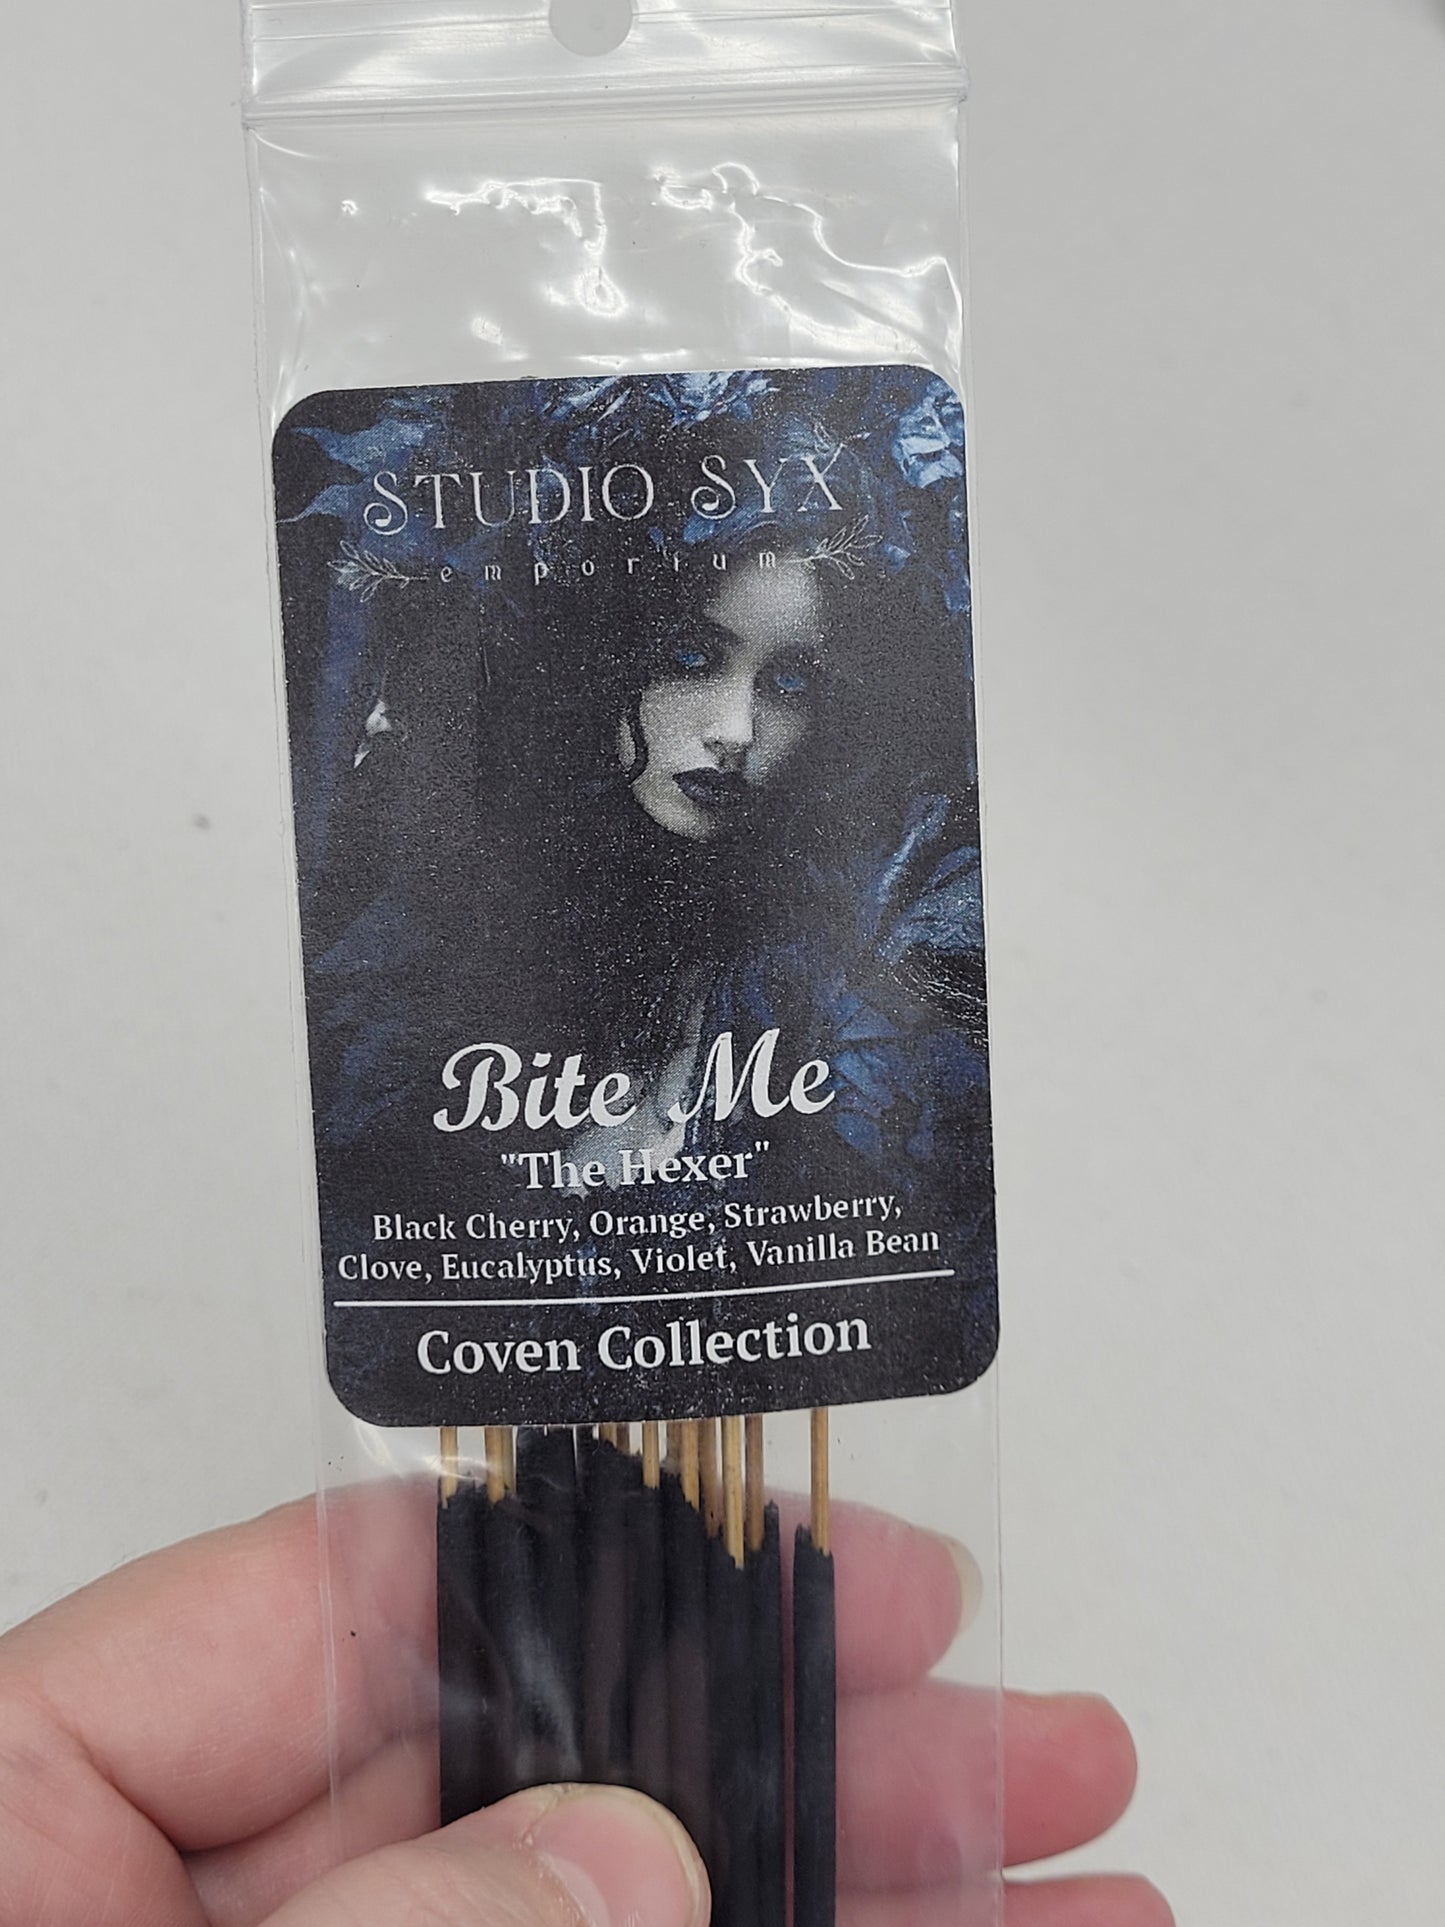 STUDIO SYX
emporium
Bite Me
"The Hexer"
Black Cherry, Orange, Strawberry,
Clove, Eucalyptus, Violet, Vanilla Bean
Coven Collection